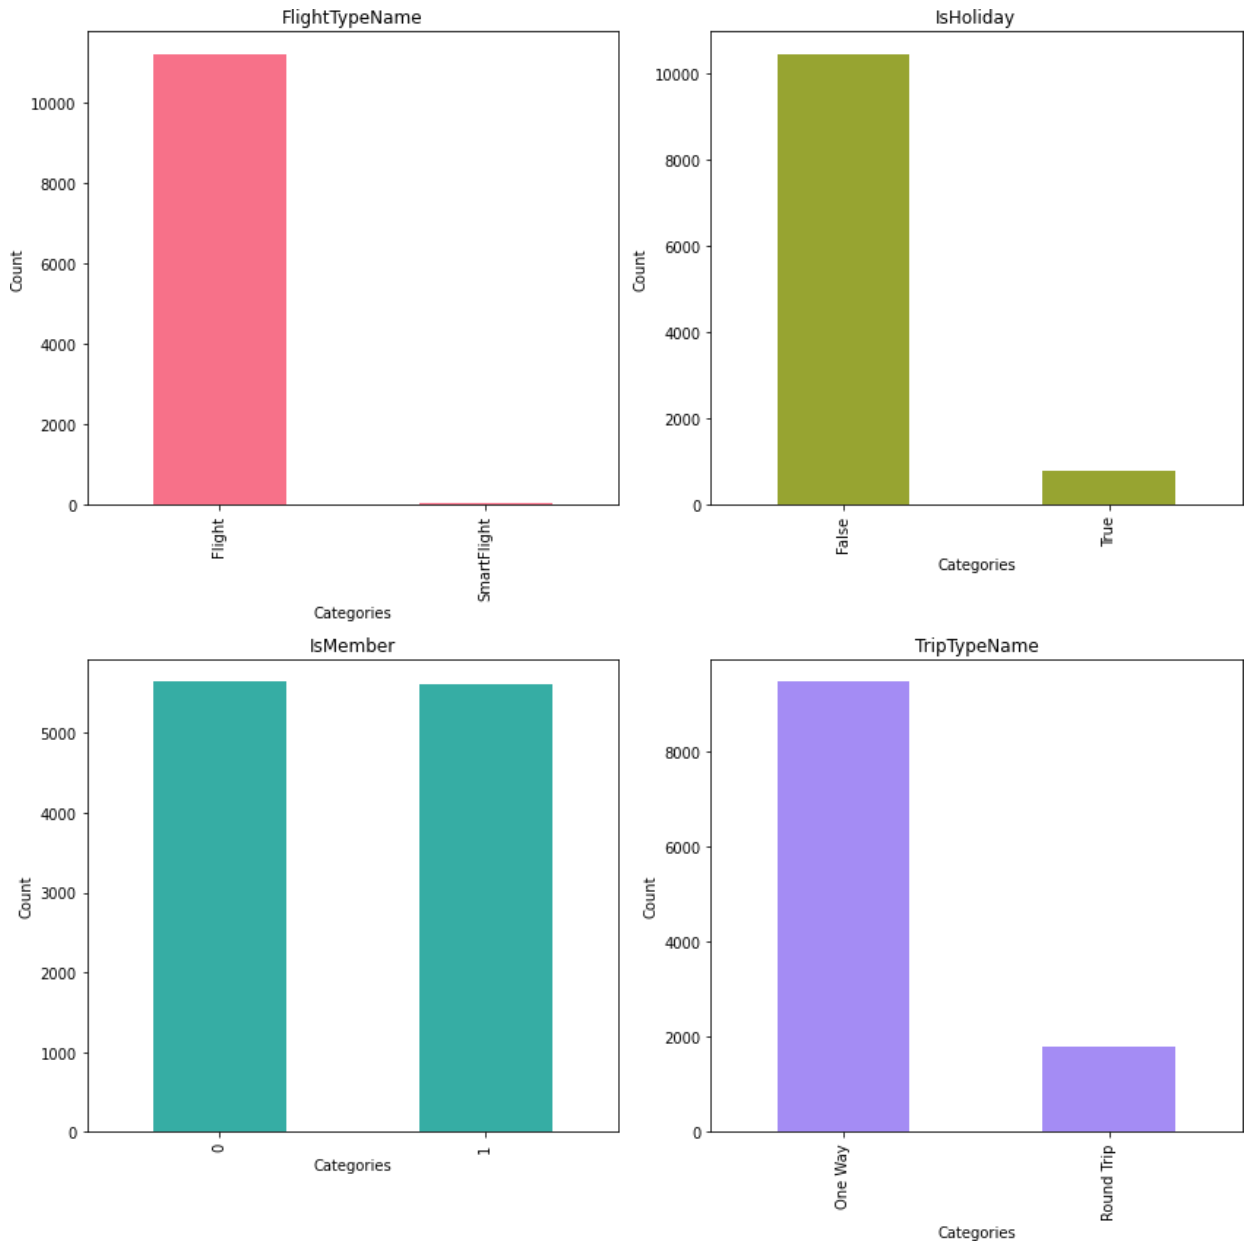 FlightTypeName
10000
8000
6000
4000
2000
0
Count
Flight
SmartFlight
Categories
IsHoliday
10000
8000
6000
4000
2000
0
Count
False
True
Categories
IsMember
5000
4000
3000
2000
1000
0
Count
0
1
Categories
TripTypeName
8000
6000
4000
2000
0
Count
One Way
Round Trip
Categories